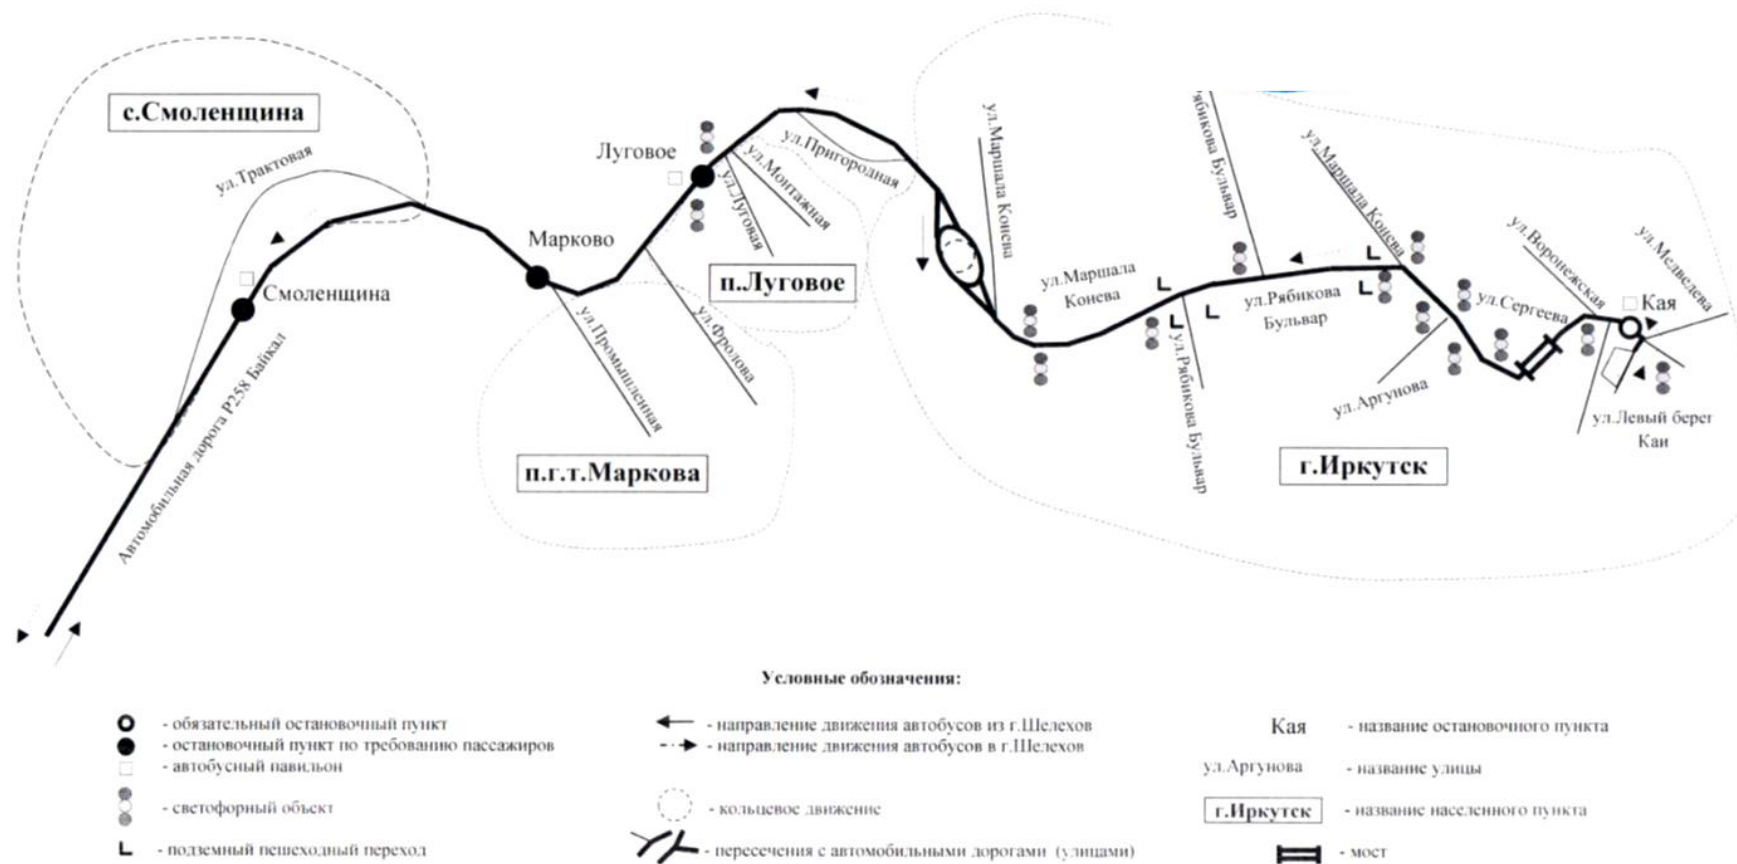 с.Смоленщина
ул.Трактовая
Смоленщина
Автомобильная дорога Р258 Байкал
Марково
ул.Промышленная
ул.Фролова
п.г.т.Маркова
Луговое
ул.Луговая
ул.Монтажная
п.Луговое
ул.Пригородная
ул.Маршала Конева
ул.Маршала
Конева
ул.Рябикова Бульвар
Рябикова Бульвар
ул.Рябикова
Бульвар
ул.Маршала Конева
ул.Аргунова
ул.Сергеева
ул.Воронежская
Кая
ул.Медведева
ул.Левый берег
Каи
г.Иркутск
Условные обозначения:
- обязательный остановочный пункт
- остановочный пункт по требованию пассажиров
- автобусный павильон
- светофорный объект
- подземный пешеходный переход
- направление движения автобусов из г.Шелехов
- направление движения автобусов в г.Шелехов
- кольцевое движение
- пересечения с автомобильными дорогами (улицами)
Кая - название остановочного пункта
ул.Аргунова - название улицы
г.Иркутск - название населенного пункта
- мост